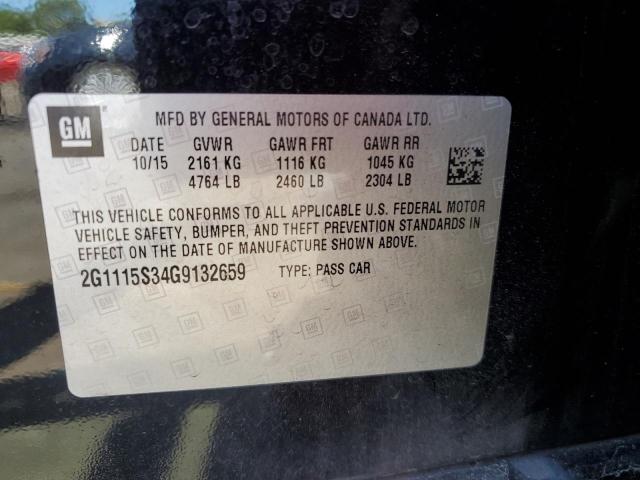 GM
MFD BY GENERAL MOTORS OF CANADA LTD.
DATE GVWR GAWR FRT GAWR RR
10/15 2161 KG 1116 KG 1045 KG
4764 LB 2460 LB 2304 LB
THIS VEHICLE CONFORMS TO ALL APPLICABLE U.S. FEDERAL MOTOR
VEHICLE SAFETY, BUMPER, AND THEFT PREVENTION STANDARDS IN
EFFECT ON THE DATE OF MANUFACTURE SHOWN ABOVE.
2G1115S34G9132659 TYPE: PASS CAR